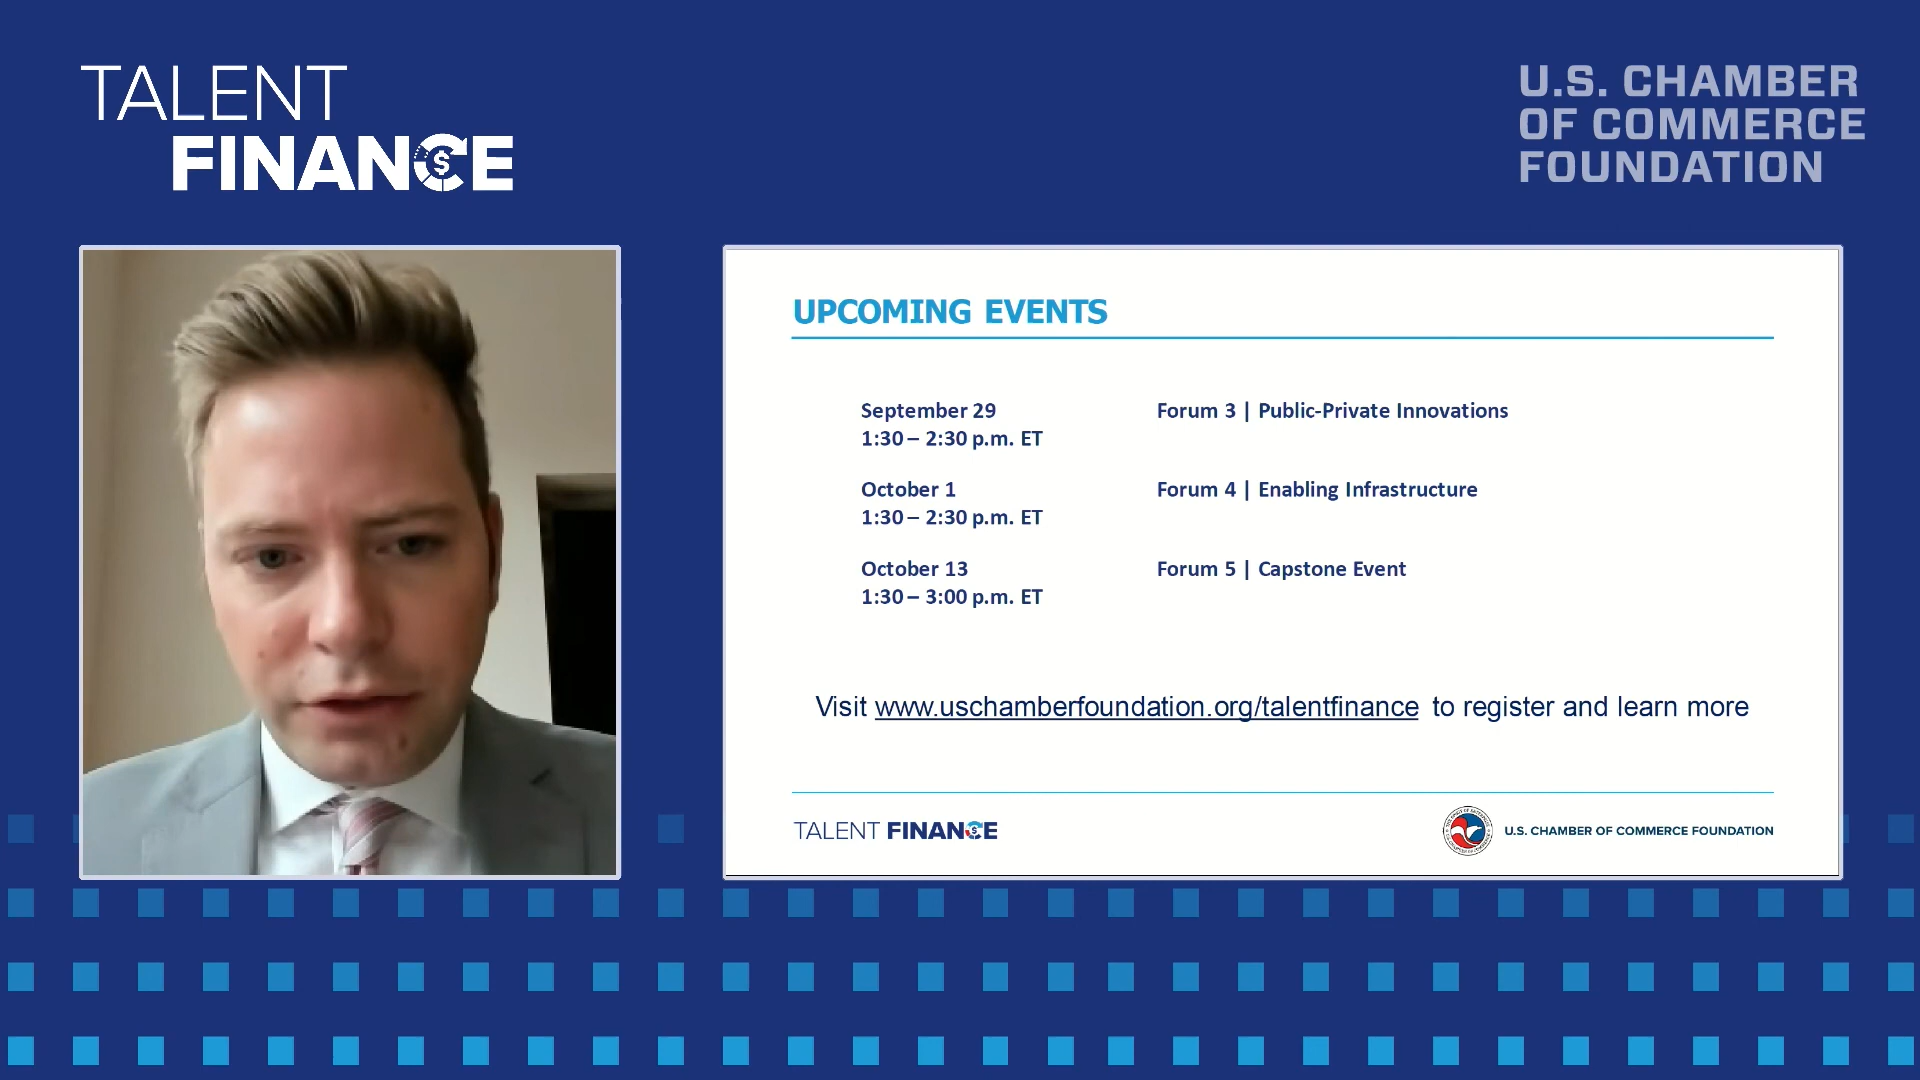 TALENT
FINANCE
U.S. CHAMBER
OF COMMERCE
FOUNDATION
UPCOMING EVENTS
September 29 Forum 3 | Public-Private Innovations
1:30 – 2:30 p.m. ET
October 1 Forum 4 | Enabling Infrastructure
1:30 – 2:30 p.m. ET
October 13 Forum 5 | Capstone Event
1:30 – 3:00 p.m. ET
Visit www.uschamberfoundation.org/talentfinance to register and learn more
TALENT FINANCE
U.S. CHAMBER OF COMMERCE FOUNDATION